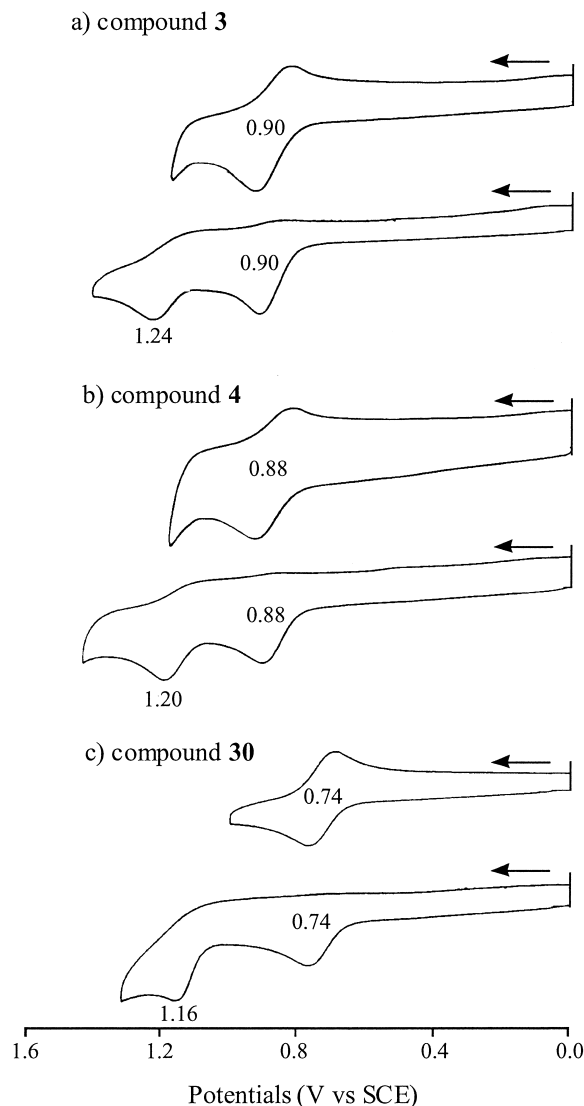 a) compound 3
0.90
0.90
1.24
b) compound 4
0.88
0.88
1.20
c) compound 30
0.74
0.74
1.16
1.6 1.2 0.8 0.4 0.0
Potentials (V vs SCE)